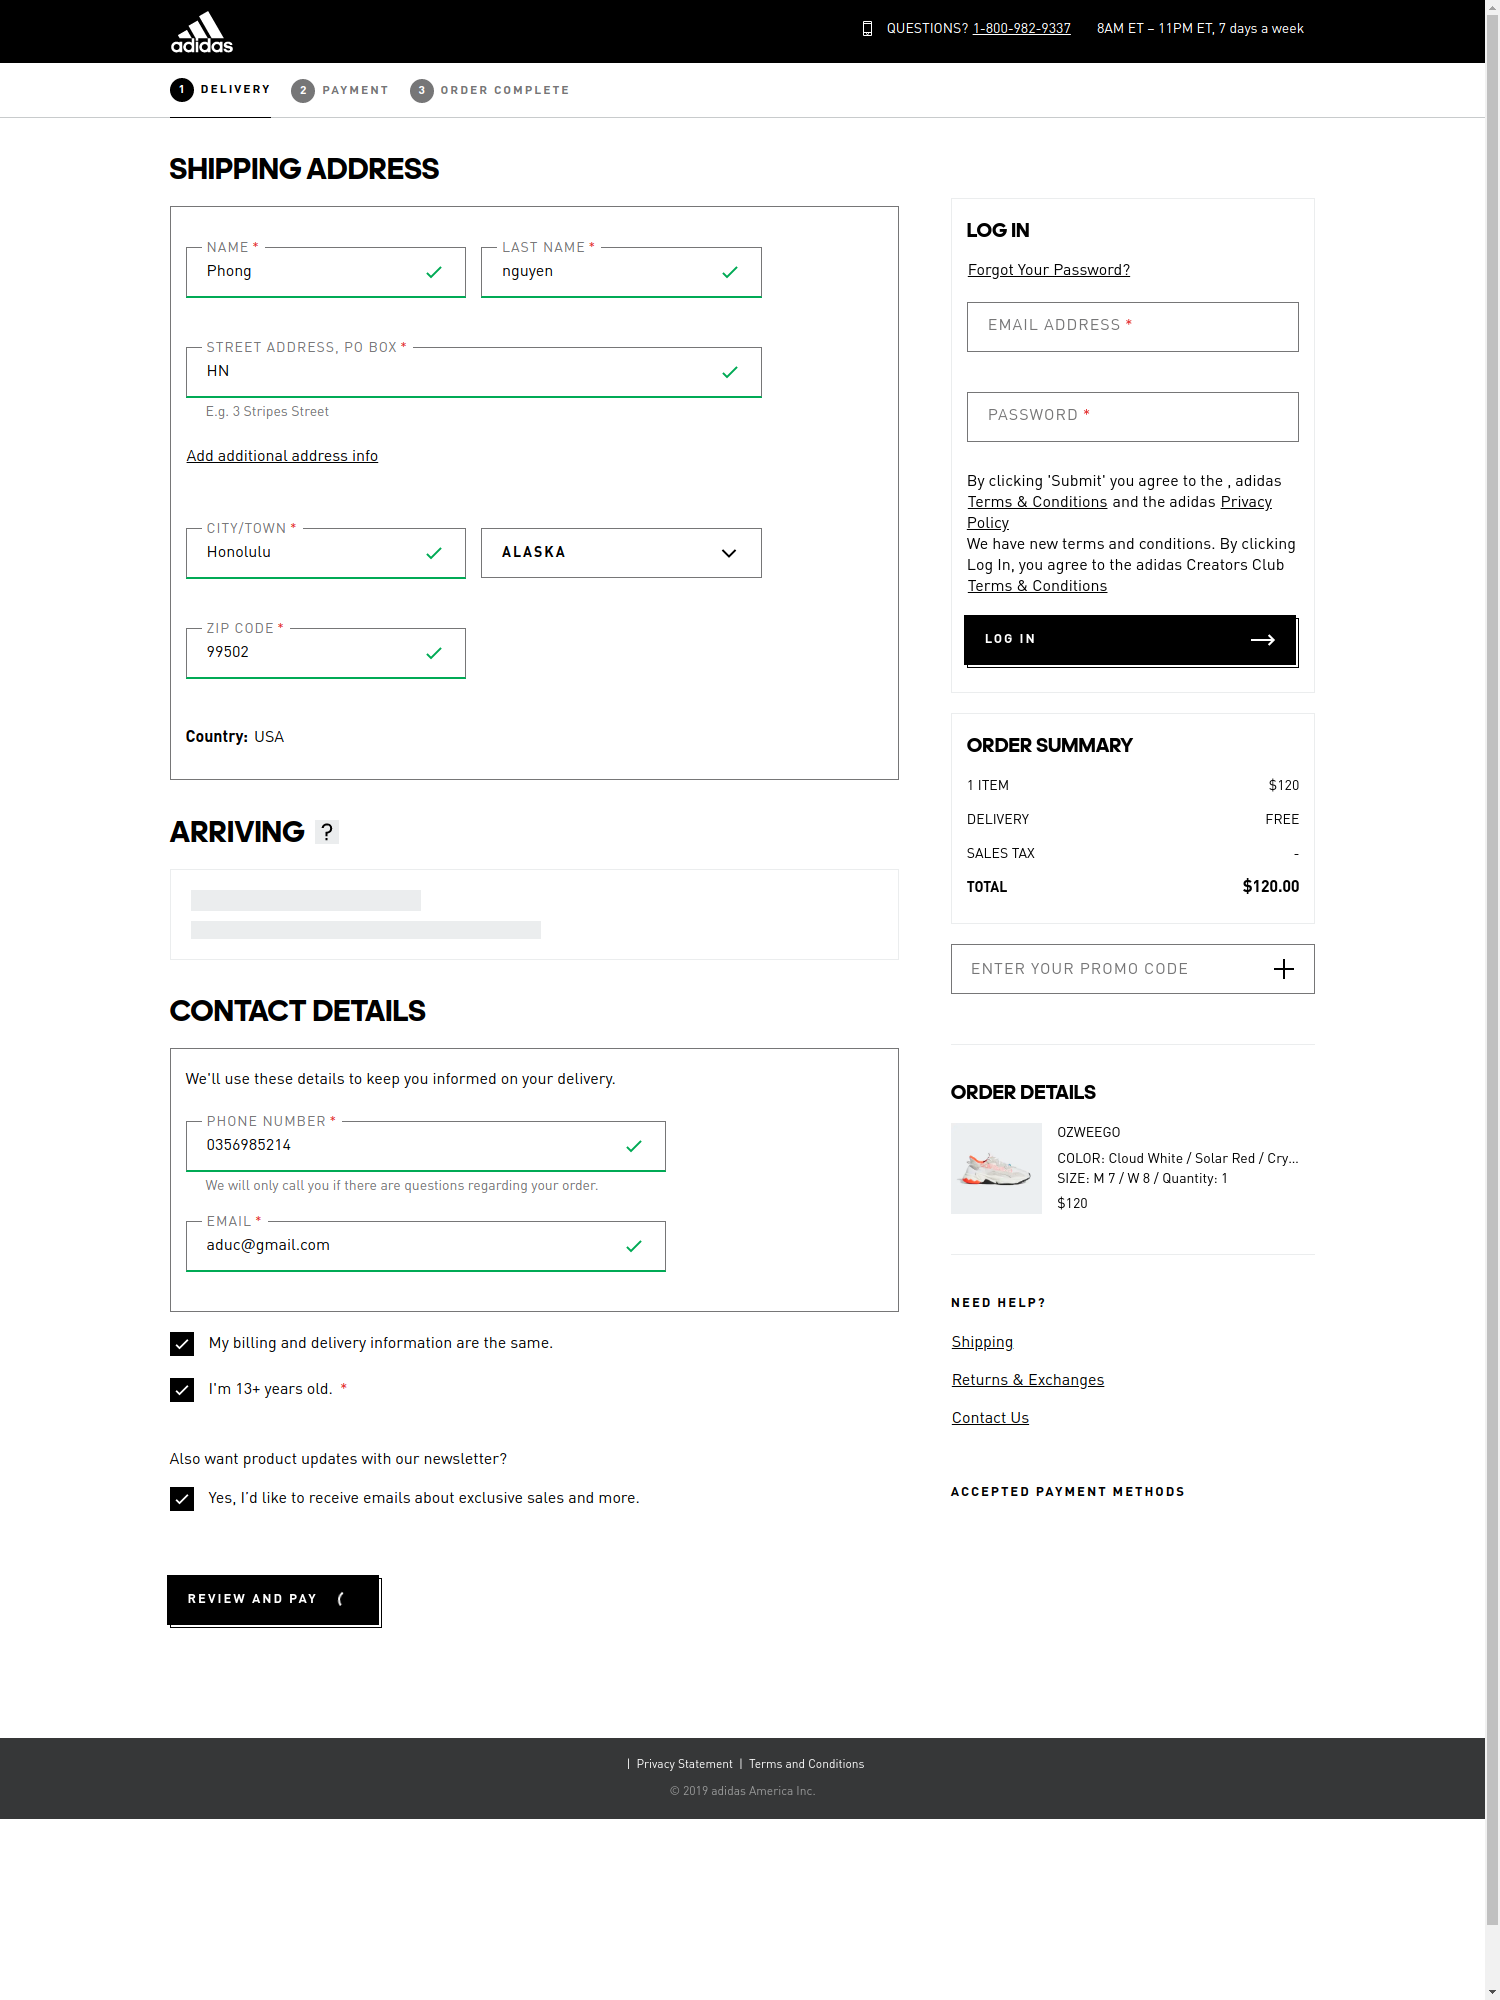 adidas
QUESTIONS? 1-800-982-9337 8AM ET – 11PM ET, 7 days a week
1 DELIVERY 2 PAYMENT 3 ORDER COMPLETE
SHIPPING ADDRESS
NAME *
Phong
LAST NAME *
nguyen
STREET ADDRESS, PO BOX *
HN
E.g. 3 Stripes Street
Add additional address info
CITY/TOWN *
Honolulu
ALASKA
ZIP CODE *
99502
Country: USA
ARRIVING ?
CONTACT DETAILS
We'll use these details to keep you informed on your delivery.
PHONE NUMBER *
0356985214
We will only call you if there are questions regarding your order.
EMAIL *
aduc@gmail.com
My billing and delivery information are the same.
I'm 13+ years old. *
Also want product updates with our newsletter?
Yes, I'd like to receive emails about exclusive sales and more.
REVIEW AND PAY
LOG IN
Forgot Your Password?
EMAIL ADDRESS *
PASSWORD *
By clicking 'Submit' you agree to the , adidas
Terms & Conditions and the adidas Privacy
Policy
We have new terms and conditions. By clicking
Log In, you agree to the adidas Creators Club
Terms & Conditions
LOG IN
ORDER SUMMARY
1 ITEM $120
DELIVERY FREE
SALES TAX -
TOTAL $120.00
ENTER YOUR PROMO CODE
ORDER DETAILS
OZWEEGO
COLOR: Cloud White / Solar Red / Cry...
SIZE: M 7 / W 8 / Quantity: 1
$120
NEED HELP?
Shipping
Returns & Exchanges
Contact Us
ACCEPTED PAYMENT METHODS
| Privacy Statement | Terms and Conditions
© 2019 adidas America Inc.